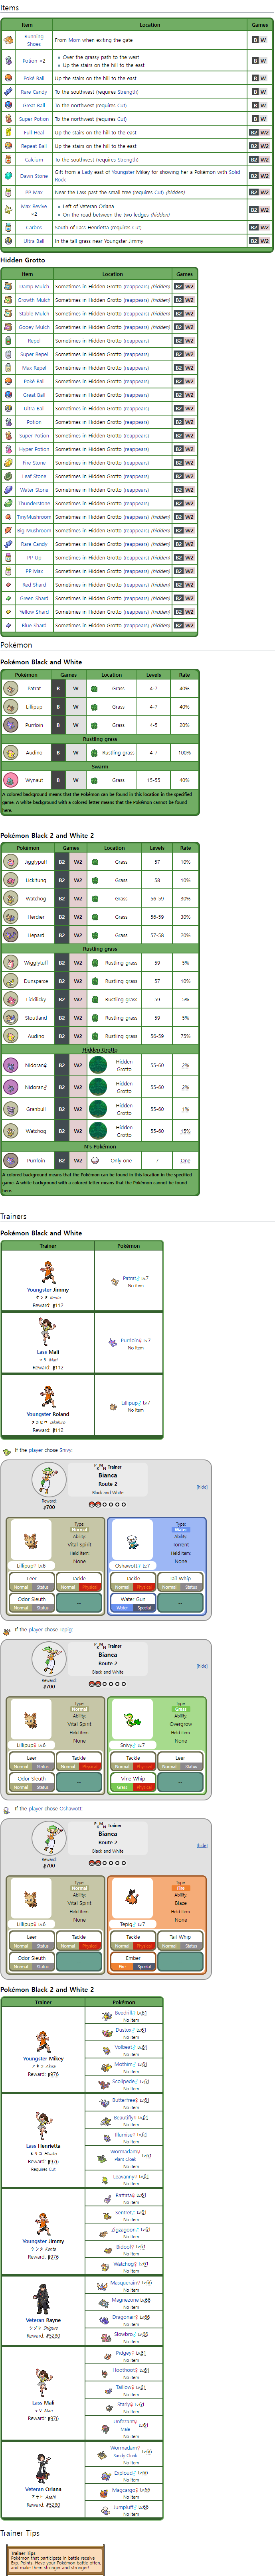 Items
Item Location Games
Running Shoes From Mom when exiting the gate B W
Potion ×2 Over the grassy path to the west
Up the stairs on the hill to the east B W
Poké Ball Up the stairs on the hill to the east B W
Rare Candy To the southwest (requires Strength) B W
Great Ball To the northwest (requires Cut) B W
Super Potion To the northwest (requires Cut) B W
Full Heal Up the stairs on the hill to the east B2 W2
Repeat Ball Up the stairs on the hill to the east B2 W2
Calcium To the southwest (requires Strength) B2 W2
Dawn Stone Gift from a Lady east of Youngster Mikey for showing her a Pokémon with Solid Rock B2 W2
PP Max Near the Lass past the small tree (requires Cut) (hidden) B2 W2
Max Revive ×2 Left of Veteran Oriana
On the road between the two ledges (hidden) B2 W2
Carbos South of Lass Henrietta (requires Cut) B2 W2
Ultra Ball In the tall grass near Youngster Jimmy B2 W2
Hidden Grotto
Item Location Games
Damp Mulch Sometimes in Hidden Grotto (reappears) (hidden) B2 W2
Growth Mulch Sometimes in Hidden Grotto (reappears) (hidden) B2 W2
Stable Mulch Sometimes in Hidden Grotto (reappears) (hidden) B2 W2
Gooey Mulch Sometimes in Hidden Grotto (reappears) (hidden) B2 W2
Repel Sometimes in Hidden Grotto (reappears) B2 W2
Super Repel Sometimes in Hidden Grotto (reappears) B2 W2
Max Repel Sometimes in Hidden Grotto (reappears) B2 W2
Poké Ball Sometimes in Hidden Grotto (reappears) B2 W2
Great Ball Sometimes in Hidden Grotto (reappears) B2 W2
Ultra Ball Sometimes in Hidden Grotto (reappears) B2 W2
Potion Sometimes in Hidden Grotto (reappears) B2 W2
Super Potion Sometimes in Hidden Grotto (reappears) B2 W2
Hyper Potion Sometimes in Hidden Grotto (reappears) B2 W2
Fire Stone Sometimes in Hidden Grotto (reappears) B2 W2
Leaf Stone Sometimes in Hidden Grotto (reappears) B2 W2
Water Stone Sometimes in Hidden Grotto (reappears) B2 W2
Thunderstone Sometimes in Hidden Grotto (reappears) B2 W2
TinyMushroom Sometimes in Hidden Grotto (reappears) (hidden) B2 W2
Big Mushroom Sometimes in Hidden Grotto (reappears) (hidden) B2 W2
Rare Candy Sometimes in Hidden Grotto (reappears) B2 W2
PP Up Sometimes in Hidden Grotto (reappears) B2 W2
PP Max Sometimes in Hidden Grotto (reappears) B2 W2
Red Shard Sometimes in Hidden Grotto (reappears) (hidden) B2 W2
Green Shard Sometimes in Hidden Grotto (reappears) (hidden) B2 W2
Yellow Shard Sometimes in Hidden Grotto (reappears) (hidden) B2 W2
Blue Shard Sometimes in Hidden Grotto (reappears) (hidden) B2 W2
Pokémon
Pokémon Black and White
Pokémon Games Location Levels Rate
Patrat B W Grass 4-7 40%
Lillipup B W Grass 4-7 40%
Purrloin B W Grass 4-5 20%
Rustling grass
Audino B W Rustling grass 4-7 100%
Swarm
Wynaut B W Grass 15-55 40%
A colored background means that the Pokémon can be found in this location in the specified
game. A white background with a colored letter means that the Pokémon cannot be found
here.
Pokémon Black 2 and White 2
Pokémon Games Location Levels Rate
Jigglypuff B2 W2 Grass 57 10%
Lickitung B2 W2 Grass 58 10%
Watchog B2 W2 Grass 56-59 30%
Herdier B2 W2 Grass 56-59 30%
Liepard B2 W2 Grass 57-58 20%
Rustling grass
Wigglytuff B2 W2 Rustling grass 59 5%
Dunsparce B2 W2 Rustling grass 57 10%
Lickilicky B2 W2 Rustling grass 59 5%
Stoutland B2 W2 Rustling grass 59 5%
Audino B2 W2 Rustling grass 56-59 75%
Hidden Grotto
Nidoran♀ B2 W2 Hidden Grotto 55-60 2%
Nidoran♂ B2 W2 Hidden Grotto 55-60 2%
Granbull B2 W2 Hidden Grotto 55-60 1%
Watchog B2 W2 Hidden Grotto 55-60 15%
N's Pokémon
Purrloin B2 W2 Only one 7 One
A colored background means that the Pokémon can be found in this location in the specified
game. A white background with a colored letter means that the Pokémon cannot be found
here.
Trainers
Pokémon Black and White
Trainer Pokémon
Youngster Jimmy
ケンタ Kenta
Reward: $112
Patrat♂ Lv.7
No item
Lass Mali
マリ Mari
Reward: $112
Purrloin♀ Lv.7
No item
Youngster Roland
タカヒロ Takahiro
Reward: $112
Lillipup♂ Lv.7
No item
If the player chose Snivy:
PKMN Trainer
Bianca
Route 2
Black and White
[hide]
Reward:
$700
Type: Normal
Ability: Vital Spirit
Held item: None
Lillipup♀ Lv.6
Leer Normal Status
Tackle Normal Physical
Odor Sleuth Normal Status
—
Type: Water
Ability: Torrent
Held item: None
Oshawott♂ Lv.7
Tackle Normal Physical
Tail Whip Normal Status
Water Gun Water Special
—
If the player chose Tepig:
PKMN Trainer
Bianca
Route 2
Black and White
[hide]
Reward:
$700
Type: Normal
Ability: Vital Spirit
Held item: None
Lillipup♀ Lv.6
Leer Normal Status
Tackle Normal Physical
Odor Sleuth Normal Status
—
Type: Grass
Ability: Overgrow
Held item: None
Snivy♂ Lv.7
Tackle Normal Physical
Leer Normal Status
Vine Whip Grass Physical
—
If the player chose Oshawott:
PKMN Trainer
Bianca
Route 2
Black and White
[hide]
Reward:
$700
Type: Normal
Ability: Vital Spirit
Held item: None
Lillipup♀ Lv.6
Leer Normal Status
Tackle Normal Physical
Odor Sleuth Normal Status
—
Type: Fire
Ability: Blaze
Held item: None
Tepig♂ Lv.7
Tackle Normal Physical
Tail Whip Normal Status
Ember Fire Special
—
Pokémon Black 2 and White 2
Trainer Pokémon
Youngster Mikey
アキラ Akira
Reward: $976
Beedrill♂ Lv.61
No item
Dustox♂ Lv.61
No item
Volbeat♂ Lv.61
No item
Mothim♂ Lv.61
No item
Scolipede♂ Lv.61
No item
Lass Henrietta
Reward: $976
Requires Cut
Butterfree♀ Lv.61
No item
Beautifly♀ Lv.61
No item
Illumise♀ Lv.61
No item
Wormadam♀ Lv.61
Plant Cloak
No item
Leavanny♀ Lv.61
No item
Youngster Jimmy
ケンタ Kenta
Reward: $976
Rattata♂ Lv.61
No item
Sentret♂ Lv.61
No item
Zigzagoon♂ Lv.61
No item
Bidoof♂ Lv.61
No item
Watchog♂ Lv.61
No item
Veteran Rayne
シグレ Shigure
Reward: $5280
Masquerain♀ Lv.66
No item
Magnezone Lv.66
No item
Dragonair♀ Lv.66
No item
Slowbro♂ Lv.66
No item
Lass Mali
マリ Mari
Reward: $976
Pidgey♀ Lv.61
No item
Hoothoot♀ Lv.61
No item
Taillow♀ Lv.61
No item
Starly♀ Lv.61
No item
Unfezant♂ Lv.61
Male
No item
Veteran Oriana
Reward: $5280
Wormadam♀ Lv.66
Sandy Cloak
No item
Exploud♂ Lv.66
No item
Magcargo♀ Lv.66
No item
Jumpluff♂ Lv.66
No item
Trainer Tips
Trainer Tips
Pokémon that participate in battle receive
Exp. Points. Have your Pokémon battle often
and make them stronger and stronger!